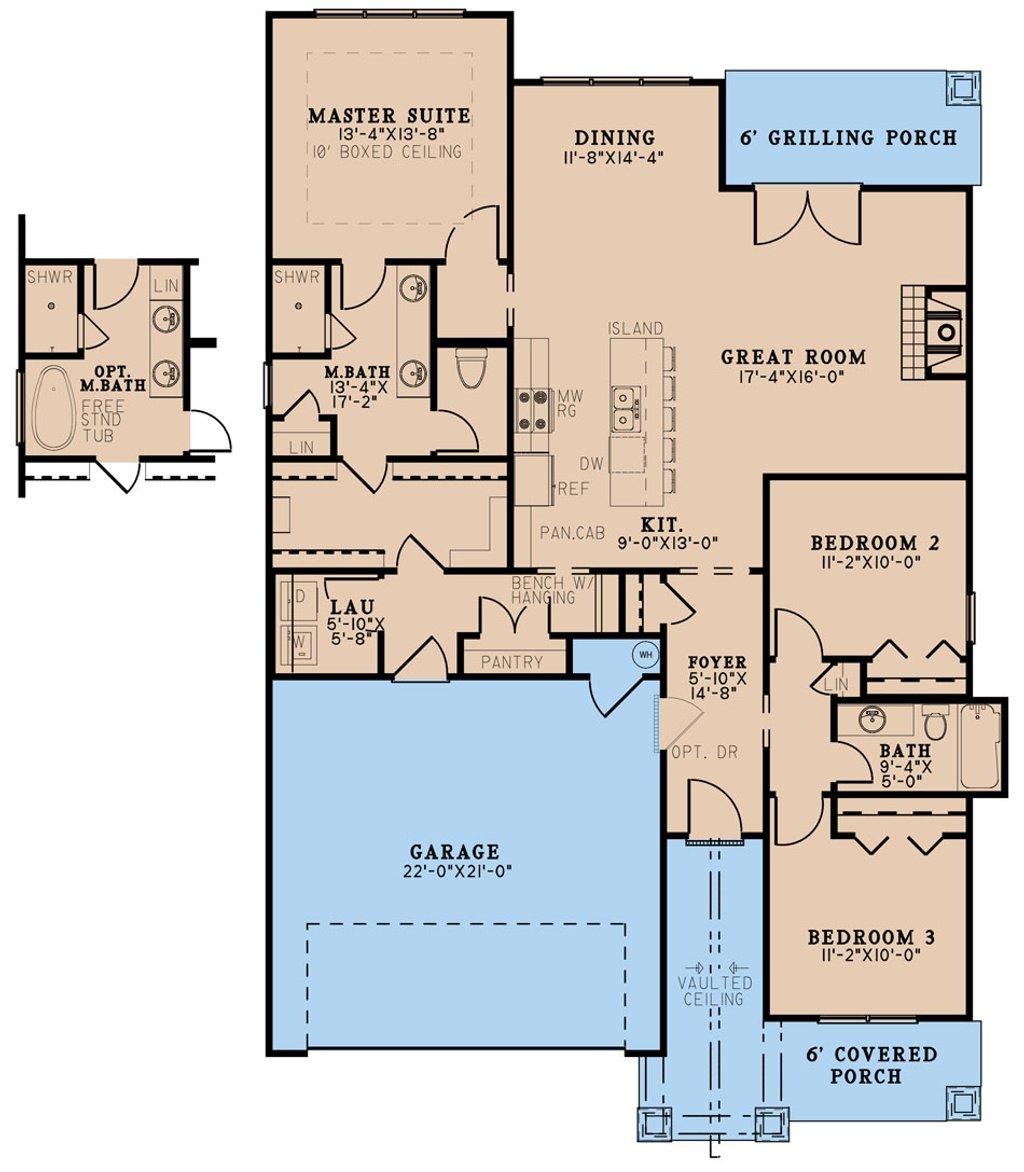 MASTER SUITE
13'-4"X13'-8"
10' BOXED CEILING
DINING
11'-8"X14'-4"
6' GRILLING PORCH
SHWR
LIN
OPT.
M.BATH
FREE
STND
TUB
SHWR
M.BATH
13'-4"X
17'-2"
LIN
ISLAND
MW
RG
DW
REF
PAN.CAB
KIT.
9'-0"X13'-0"
GREAT ROOM
17'-4"X16'-0"
BEDROOM 2
11'-2"X10'-0"
D
W
LAU
5'-10"X
5'-8"
BENCH W/
HANGING
PANTRY
WH
FOYER
5'-10"X
14'-8"
LIN
OPT. DR
BATH
9'-4"X
5'-0"
GARAGE
22'-0"X21'-0"
BEDROOM 3
11'-2"X10'-0"
VAULTED
CEILING
6' COVERED
PORCH